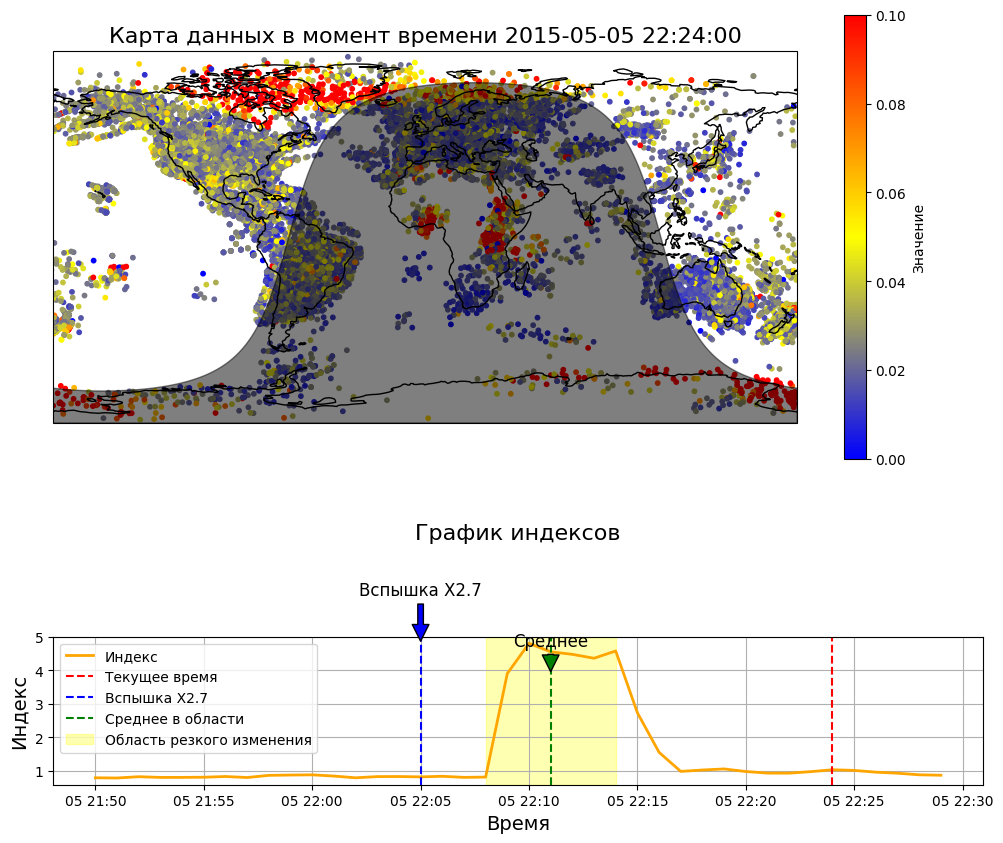 Карта данных в момент времени 2015-05-05 22:24:00
0.10
0.08
0.06
0.04
0.02
0.00
Значение
График индексов
Вспышка X2.7
Среднее
Индекс
5
4
3
2
1
Индекс
Текущее время
Вспышка X2.7
Среднее в области
Область резкого изменения
05 21:50
05 21:55
05 22:00
05 22:05
05 22:10
05 22:15
05 22:20
05 22:25
05 22:30
Время